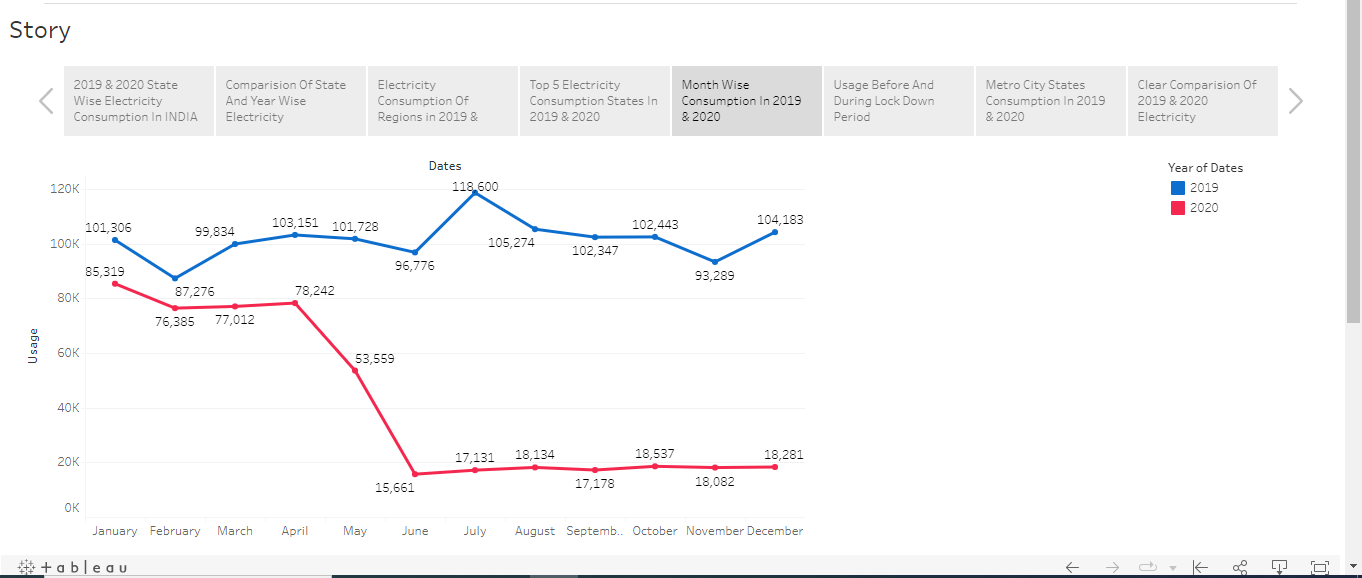 Story
2019 & 2020 State
Wise Electricity
Consumption In INDIA
Comparision Of State
And Year Wise
Electricity
Electricity
Consumption Of
Regions in 2019 &
Top 5 Electricity
Consumption States In
2019 & 2020
Month Wise
Consumption In 2019
& 2020
Usage Before And
During Lock Down
Period
Metro City States
Consumption In 2019
& 2020
Clear Comparision Of
2019 & 2020
Electricity
Dates
Year of Dates
2019
2020
Usage
120K
100K
80K
60K
40K
20K
0K
101,306
87,276
99,834
103,151
101,728
96,776
118,600
105,274
102,347
102,443
93,289
104,183
85,319
76,385
77,012
78,242
53,559
15,661
17,131
18,134
17,178
18,537
18,082
18,281
January February March April May June July August Septemb.. October November December
+ a b | e a u